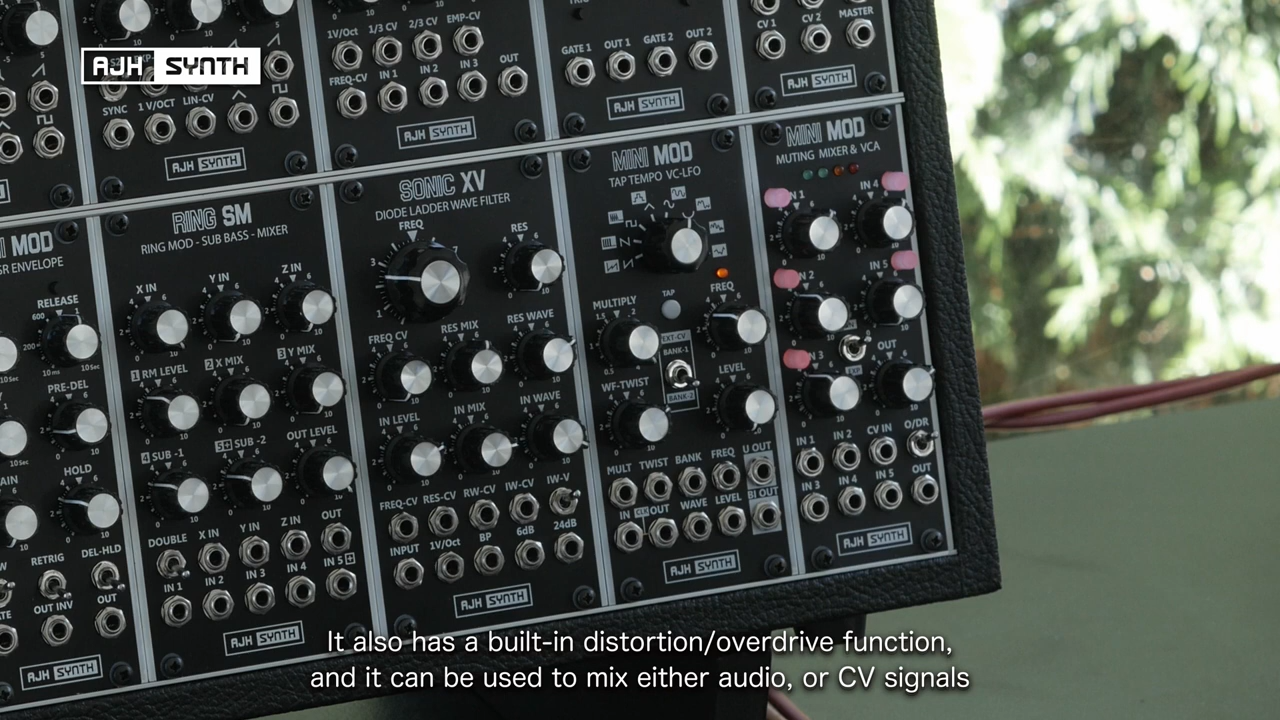 AJH SYNTH
SYNC 1 V/OCT LIN-CV
AJH SYNTH
1V/Oct 1/3 CV 2/3 CV EMP-CV
FREQ-CV IN 1 IN 2 IN 3 OUT
AJH SYNTH
GATE 1 OUT 1 GATE 2 OUT 2
AJH SYNTH
CV 1 CV 2 MASTER
AJH SYNTH
MOD
SR ENVELOPE
RELEASE
PRE-DEL
HOLD
RETRIG DEL-HLD
OUT INV OUT
AJH SYNTH
RING SM
RING MOD - SUB BASS - MIXER
X IN Y IN Z IN
1 RM LEVEL 2 X MIX 3 Y MIX
4 SUB -1 5 SUB -2 OUT LEVEL
DOUBLE X IN Y IN Z IN OUT
IN 1 IN 2 IN 3 IN 4 IN 5
AJH SYNTH
SONIC XV
DIODE LADDER WAVE FILTER
FREQ RES
FREQ CV RES MIX RES WAVE
IN LEVEL IN MIX IN WAVE
FREQ-CV RES-CV RW-CV IW-CV IW-V
INPUT 1V/Oct BP 6dB 24dB
AJH SYNTH
MINI MOD
TAP TEMPO VC-LFO
MULTIPLY TAP FREQ
EXT-CV
BANK-1
WF-TWIST BANK-2 LEVEL
MULT TWIST BANK FREQ U OUT
IN CLK OUT WAVE LEVEL BI OUT
AJH SYNTH
MINI MOD
MUTING MIXER & VCA
IN 4
IN 5
OUT
IN 1 IN 2 CV IN O/DR
IN 3 IN 4 IN 5 OUT
AJH SYNTH
It also has a built-in distortion/overdrive function,
and it can be used to mix either audio, or CV signals